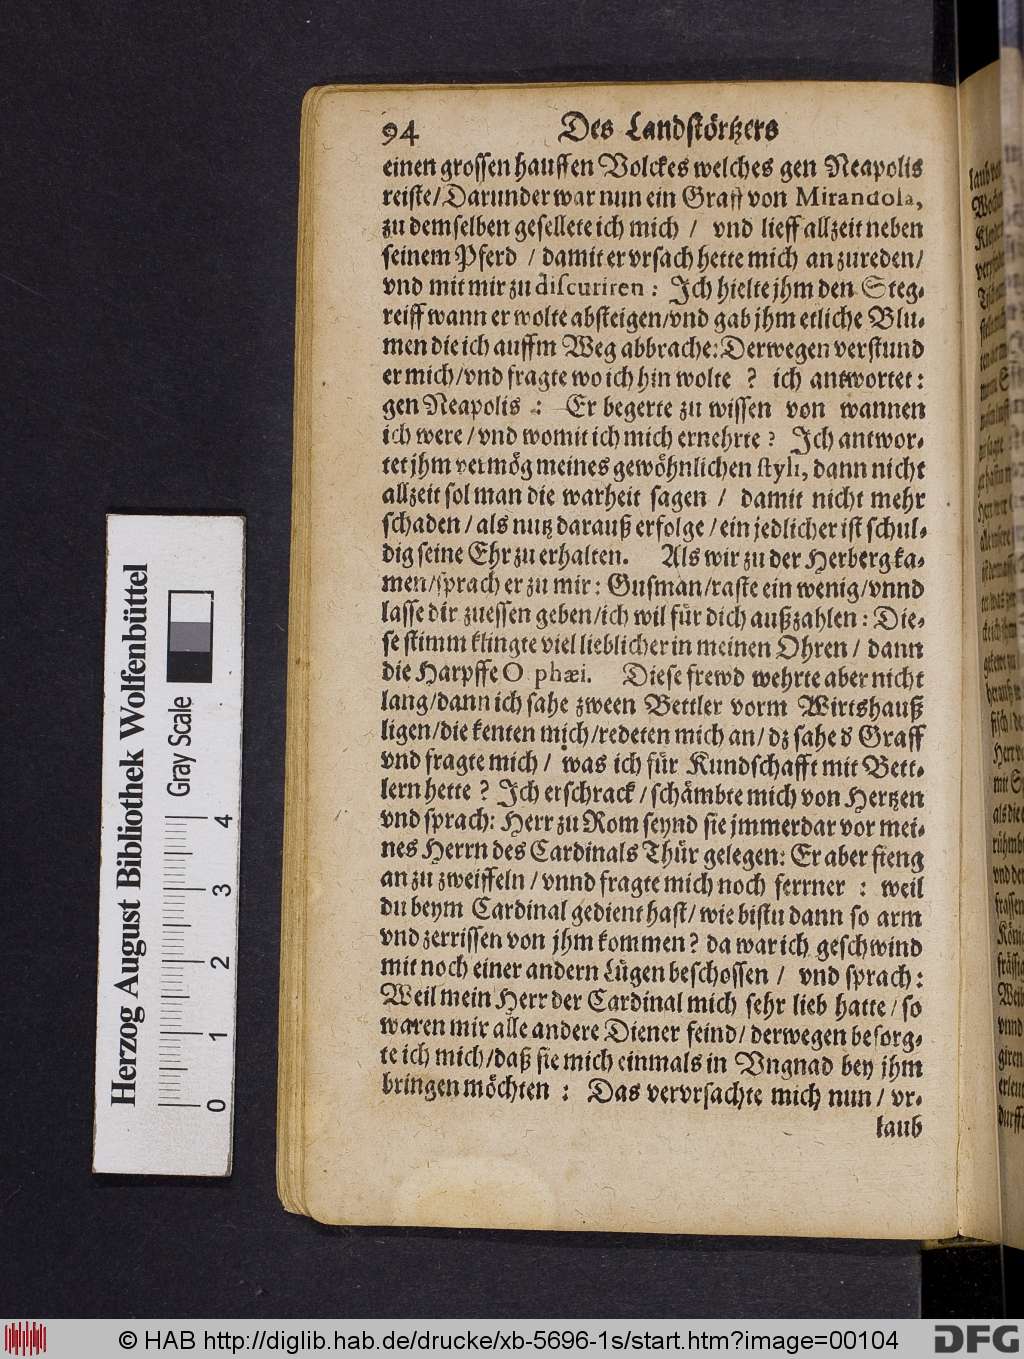 94 Des Landstörtzers
einen grossen hauffen Volckes welches gen Neapolis
reiste/Darunder war nun ein Graff von Mirandola,
zu demselben gesellete ich mich / vnd lieff allzeit neben
seinem Pferd / damit er vrsach hette mich anzureden/
vnd mit mir zu discuriren : Ich hielte jhm den Steg-
reiff wann er wolte absteigen/vnd gab jhm etliche Blu-
men die ich auffm Weg abbrache: Derwegen verstund
er mich/vnd fragte wo ich hin wolte ? ich antwortet :
gen Neapolis : Er begerte zu wissen von wannen
ich were/vnd womit ich mich ernehrte ? Ich antwor-
tet jhm vermög meines gewöhnlichen styli, dann nicht
allzeit sol man die warheit sagen / damit nicht mehr
schaden/als nutz darauß erfolge/ein jedlicher ist schul-
dig seine Ehr zu erhalten. Als wir zu der Herberg ka-
men/sprach er zu mir : Gusman/raste ein wenig/vnnd
lasse dir zuessen geben/ich wil für dich außzahlen : Die-
se stimm klingte viel lieblicher in meinen Ohren/ dann
die Harpffe O phæi. Diese frewd wehrte aber nicht
lang/dann ich sahe zween Bettler vorm Wirtshauß
ligen/die kenten mich/redeten mich an/dz sahe d̕ Graff
vnd fragte mich / was ich für Kundschafft mit Bett-
lern hette ? Ich erschrack/schämbte mich von Hertzen
vnd sprach: Herr zu Rom seynd sie jmmerdar vor mei-
nes Herrn des Cardinals Thür gelegen: Er aber fieng
an zu zweiffeln/vnnd fragte mich noch ferrner : weil
du beym Cardinal gedient hast/wie bistu dann so arm
vnd zerrissen von jhm kommen? da war ich geschwind
mit noch einer andern Lügen beschossen / vnd sprach:
Weil mein Herr der Cardinal mich sehr lieb hatte/so
waren mir alle andere Diener feind/derwegen besorg-
te ich mich/daß sie mich einmals in Vngnad bey jhm
bringen möchten : Das vervrsachte mich nun/vr-
laub
Herzog August Bibliothek Wolfenbüttel
Gray Scale
0 1 2 3 4
© HAB http://diglib.hab.de/drucke/xb-5696-1s/start.htm?image=00104
DFG